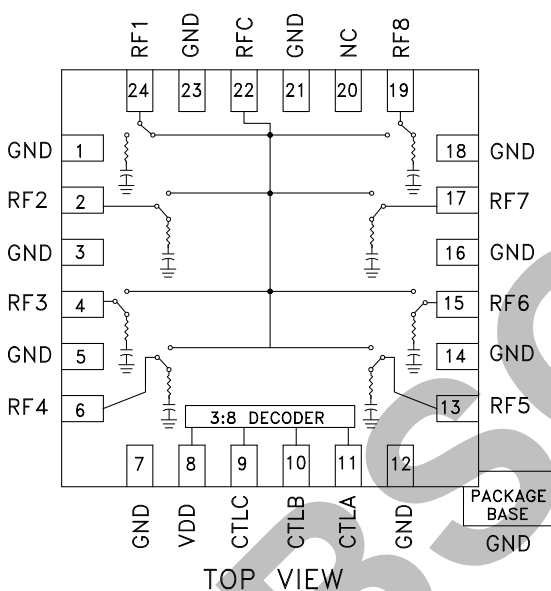 RF1 GND RFC GND NC RF8
24 23 22 21 20 19
GND 1 18 GND
RF2 2 17 RF7
GND 3 16 GND
RF3 4 15 RF6
GND 5 14 GND
RF4 6 13 RF5
3:8 DECODER
7 8 9 10 11 12
GND VDD CTLC CTLB CTLA GND
PACKAGE
BASE
GND
TOP VIEW
BSO